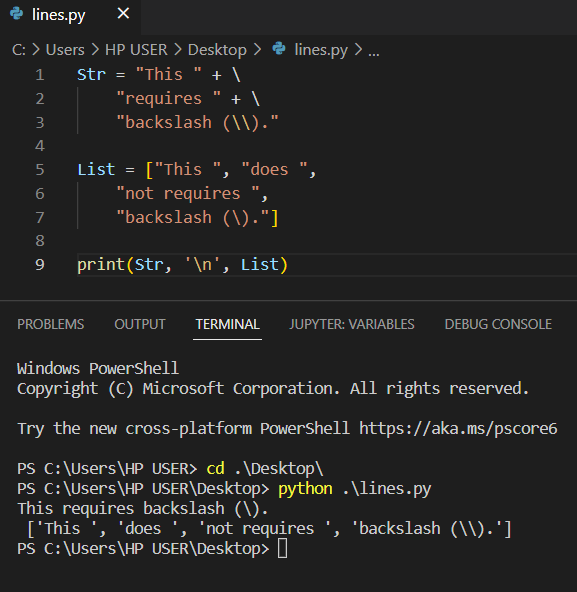 lines.py ×
C: > Users > HP USER > Desktop > lines.py > ...
1 Str = "This " + \
2     "requires " + \
3     "backslash (\\)."
4
5 List = ["This ", "does ",
6     "not requires ",
7     "backslash (\)."]
8
9 print(Str, '\n', List)
PROBLEMS OUTPUT TERMINAL JUPYTER: VARIABLES DEBUG CONSOLE
Windows PowerShell
Copyright (C) Microsoft Corporation. All rights reserved.
Try the new cross-platform PowerShell https://aka.ms/pscore6
PS C:\Users\HP USER> cd .\Desktop\
PS C:\Users\HP USER\Desktop> python .\lines.py
This requires backslash (\).
 ['This ', 'does ', 'not requires ', 'backslash (\\).']
PS C:\Users\HP USER\Desktop>